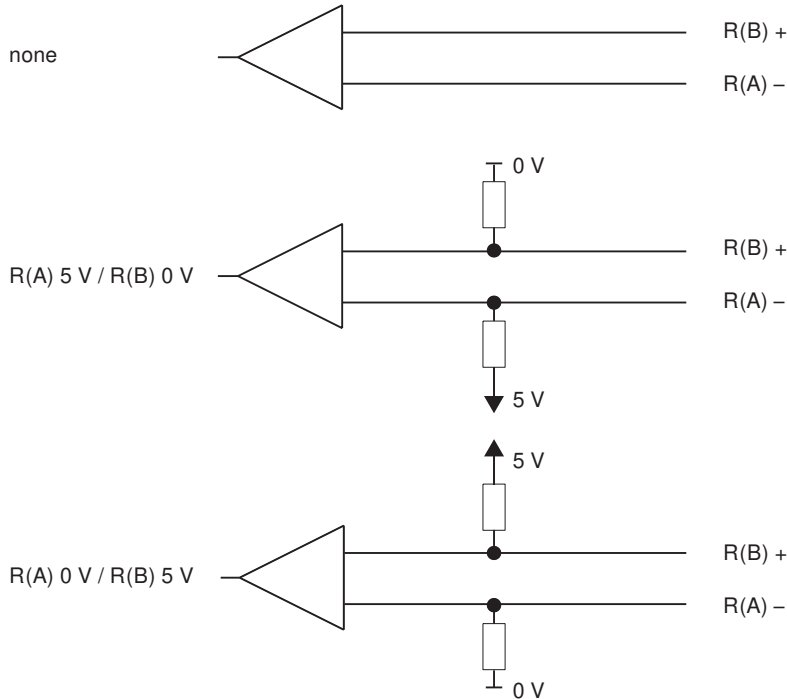 none
R(B) +
R(A) –
0 V
R(A) 5 V / R(B) 0 V
R(B) +
R(A) –
5 V
5 V
R(A) 0 V / R(B) 5 V
R(B) +
R(A) –
0 V